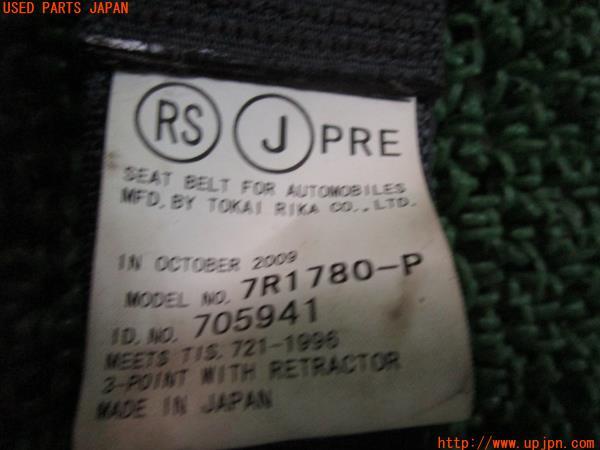 USED PARTS JAPAN
RS J PRE
SEAT BELT FOR AUTOMOBILES
MFD. BY TOKAI RIKA CO., LTD.
IN OCTOBER 2009
MODEL NO. 7R1780-P
ID. NO. 705941
MEETS TIS. 721-1996
3-POINT WITH RETRACTOR
MADE IN JAPAN
http://www.upjpn.com/